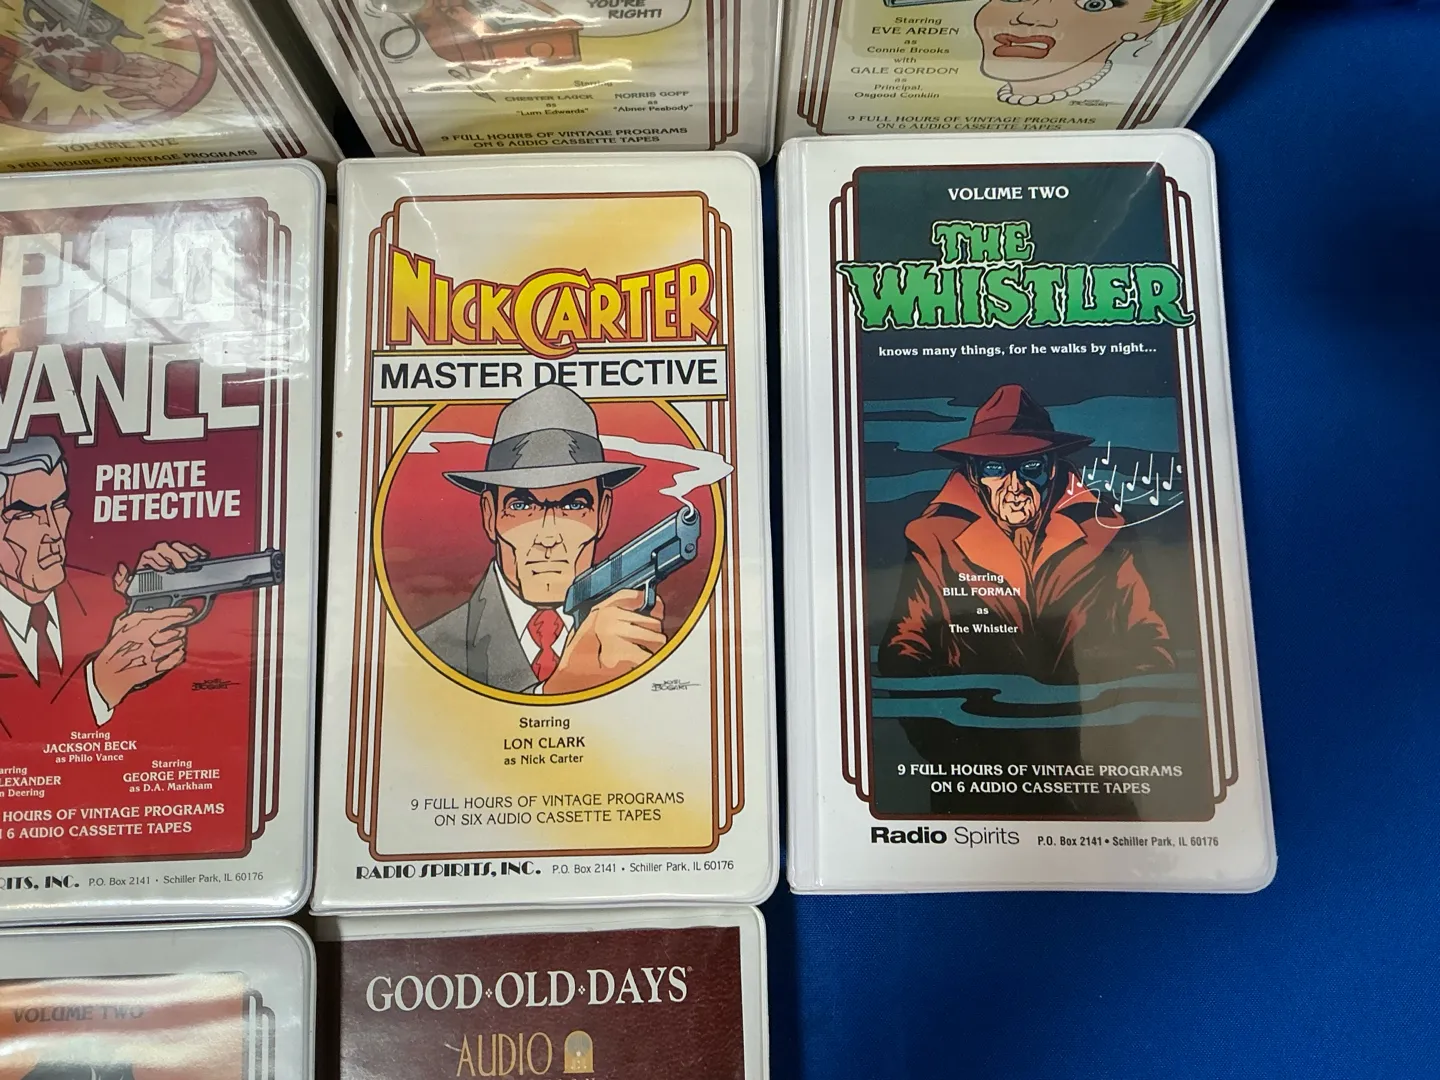 VOLUME FIVE
9 FULL HOURS OF VINTAGE PROGRAMS
YOU'RE
RIGHT!
Starring
CHESTER LAUCK
as
"Lum Edwards"
NORRIS GOFF
as
"Abner Peabody"
9 FULL HOURS OF VINTAGE PROGRAMS
ON 6 AUDIO CASSETTE TAPES
Starring
EVE ARDEN
as
Connie Brooks
with
GALE GORDON
as
Principal,
Osgood Conklin
9 FULL HOURS OF VINTAGE PROGRAMS
ON 6 AUDIO CASSETTE TAPES
PHILO
VANCE
PRIVATE
DETECTIVE
Starring
JACKSON BECK
as Philo Vance
Starring
GEORGE PETRIE
as D.A. Markham
HOURS OF VINTAGE PROGRAMS
6 AUDIO CASSETTE TAPES
INC. P.O. Box 2141 • Schiller Park, IL 60176
NICK CARTER
MASTER DETECTIVE
JOEL
BOGART
Starring
LON CLARK
as Nick Carter
9 FULL HOURS OF VINTAGE PROGRAMS
ON SIX AUDIO CASSETTE TAPES
RADIO SPIRITS, INC. P.O. Box 2141 • Schiller Park, IL 60176
VOLUME TWO
THE
WHISTLER
knows many things, for he walks by night...
Starring
BILL FORMAN
as
The Whistler
9 FULL HOURS OF VINTAGE PROGRAMS
ON 6 AUDIO CASSETTE TAPES
Radio Spirits P.O. Box 2141 • Schiller Park, IL 60176
VOLUME TWO
GOOD·OLD·DAYS®
AUDIO